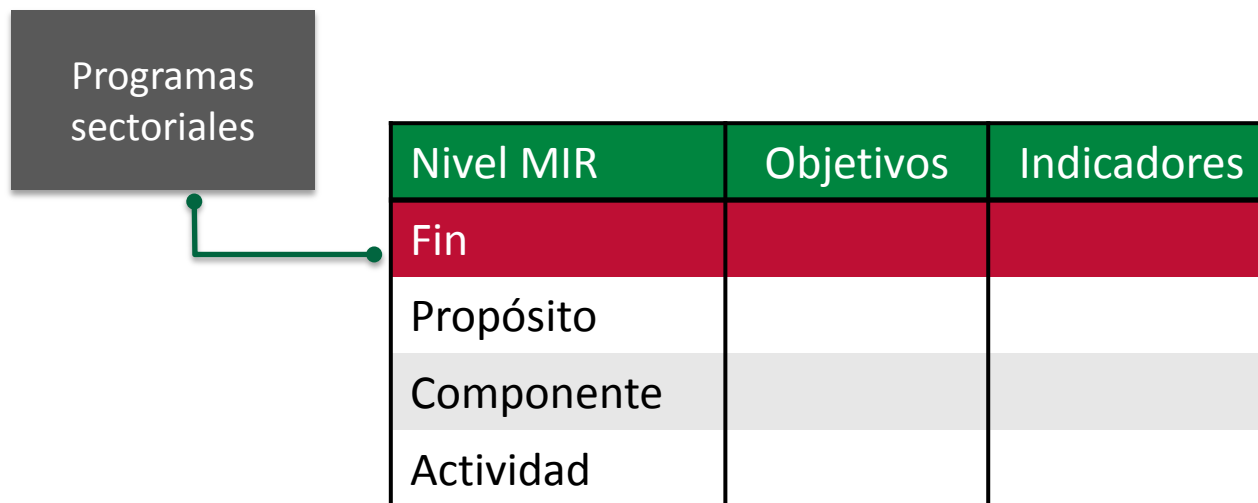 Programas
sectoriales
Nivel MIR Objetivos Indicadores
Fin
Propósito
Componente
Actividad